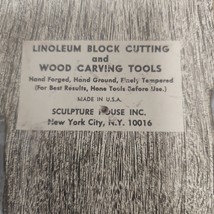 LINOLEUM BLOCK CUTTING
and
WOOD CARVING TOOLS
Hand Forged, Hand Ground, Finely Tempered
(For Best Results, Hone Tools Before Use.)
MADE IN U.S.A.
SCULPTURE HOUSE INC.
New York City, N.Y. 10016